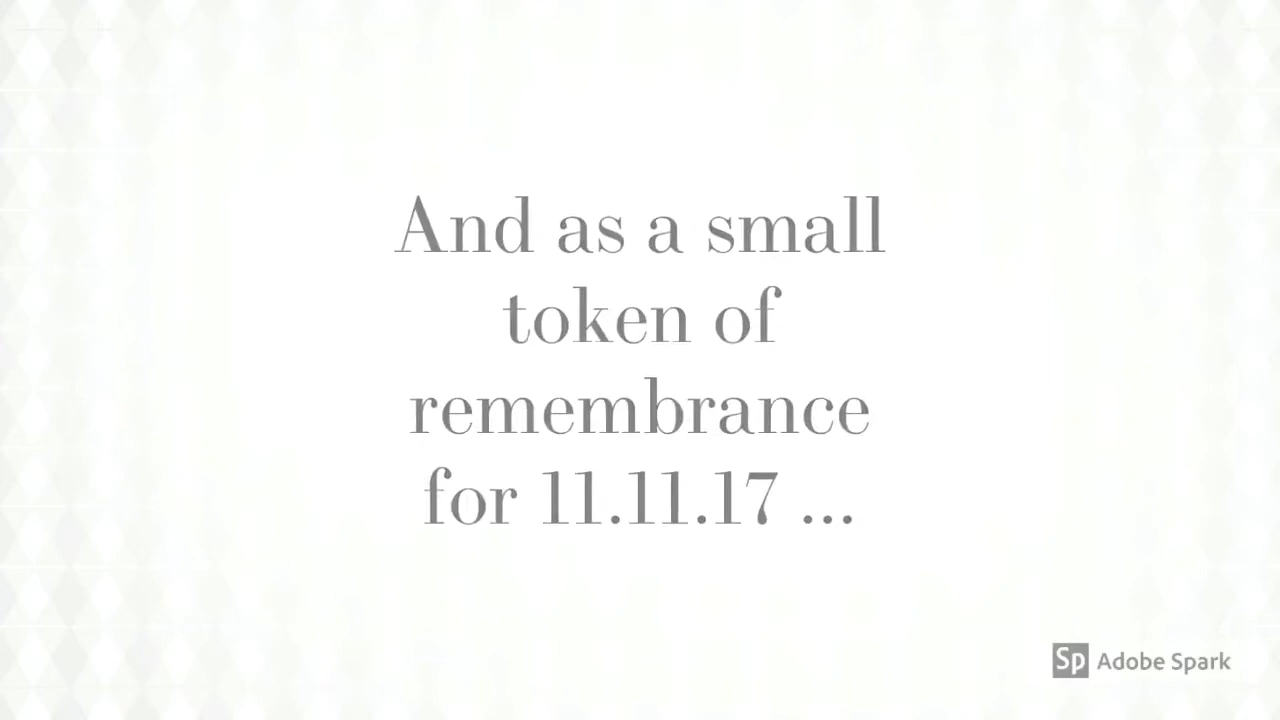 And as a small
token of
remembrance
for 11.11.17 ...
Sp Adobe Spark